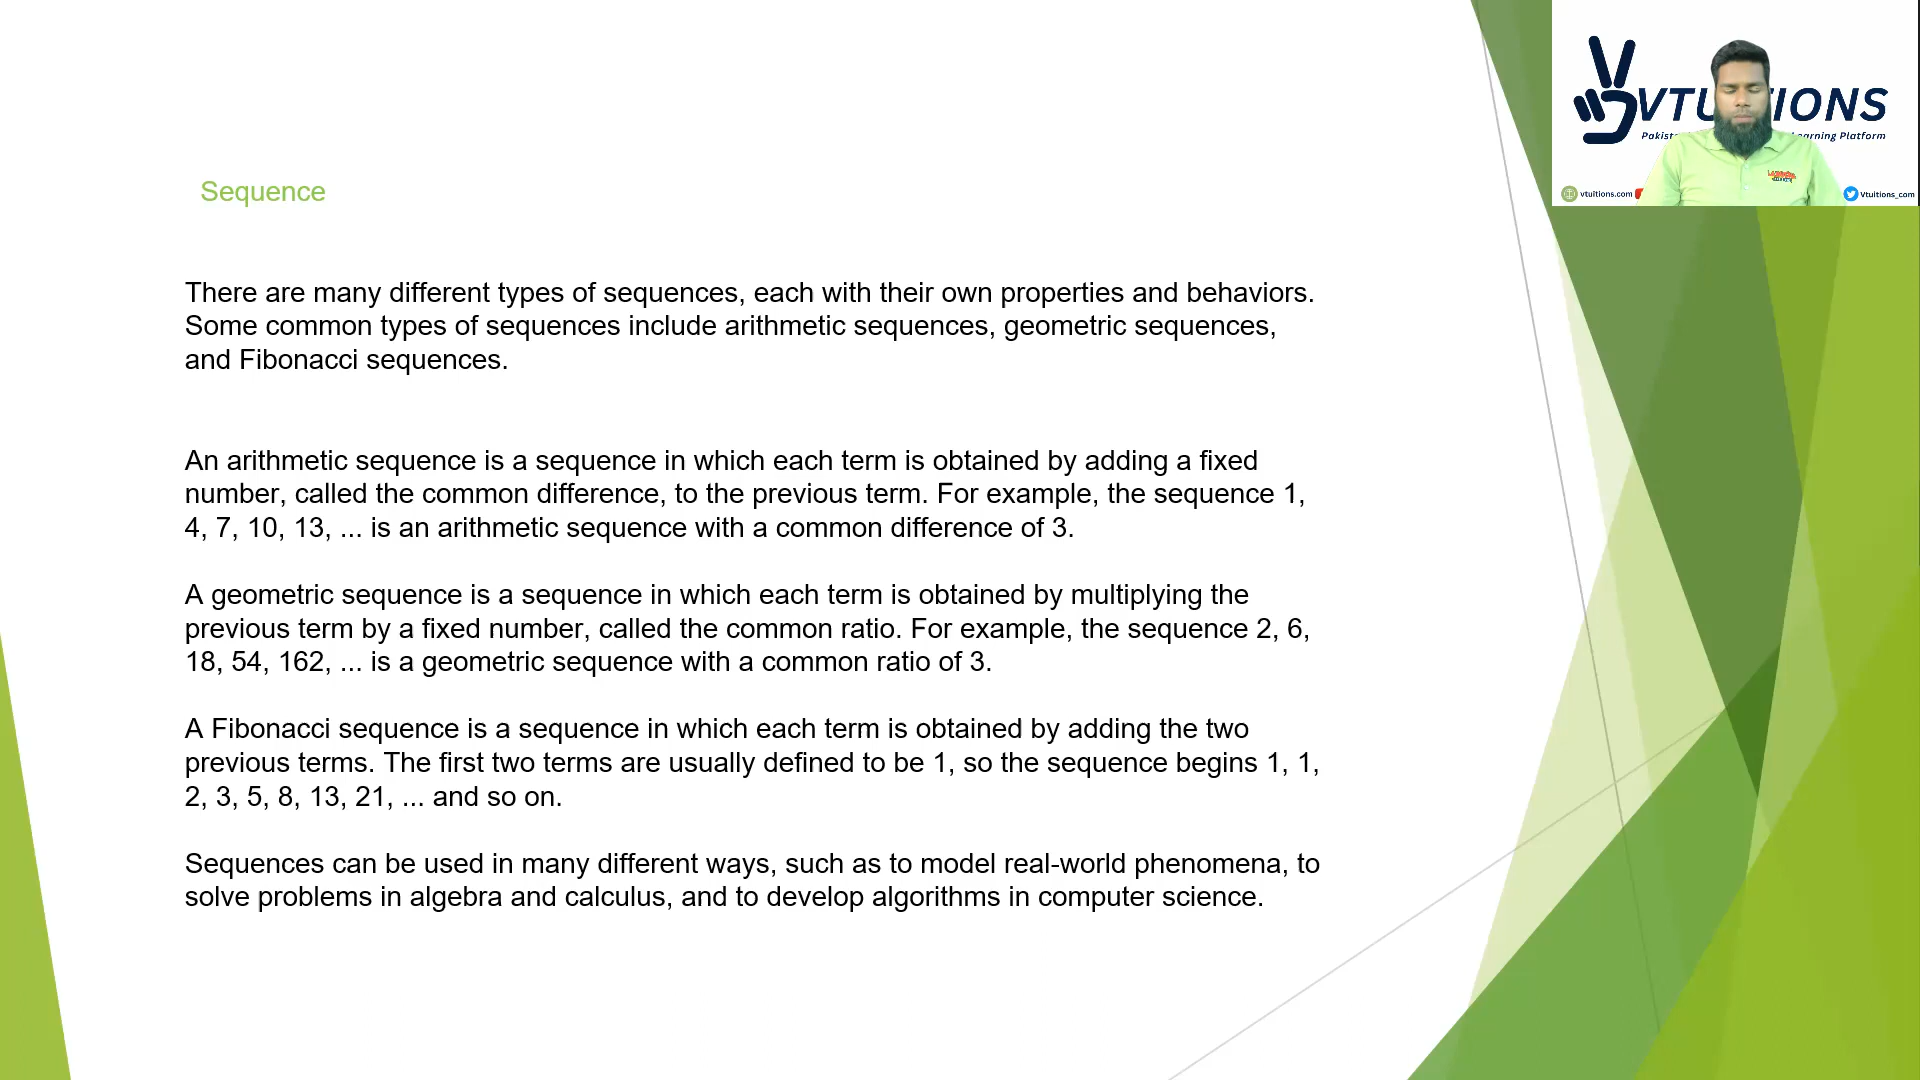 VTU IONS
Pakist arning Platform
vtuitions.com
Vtuitions_com
Sequence
There are many different types of sequences, each with their own properties and behaviors.
Some common types of sequences include arithmetic sequences, geometric sequences,
and Fibonacci sequences.
An arithmetic sequence is a sequence in which each term is obtained by adding a fixed
number, called the common difference, to the previous term. For example, the sequence 1,
4, 7, 10, 13, ... is an arithmetic sequence with a common difference of 3.
A geometric sequence is a sequence in which each term is obtained by multiplying the
previous term by a fixed number, called the common ratio. For example, the sequence 2, 6,
18, 54, 162, ... is a geometric sequence with a common ratio of 3.
A Fibonacci sequence is a sequence in which each term is obtained by adding the two
previous terms. The first two terms are usually defined to be 1, so the sequence begins 1, 1,
2, 3, 5, 8, 13, 21, ... and so on.
Sequences can be used in many different ways, such as to model real-world phenomena, to
solve problems in algebra and calculus, and to develop algorithms in computer science.